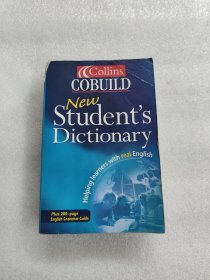 Collins
COBUILD
New
Student's
Dictionary
Helping learners with real English
Plus 200-page
English Grammar Guide